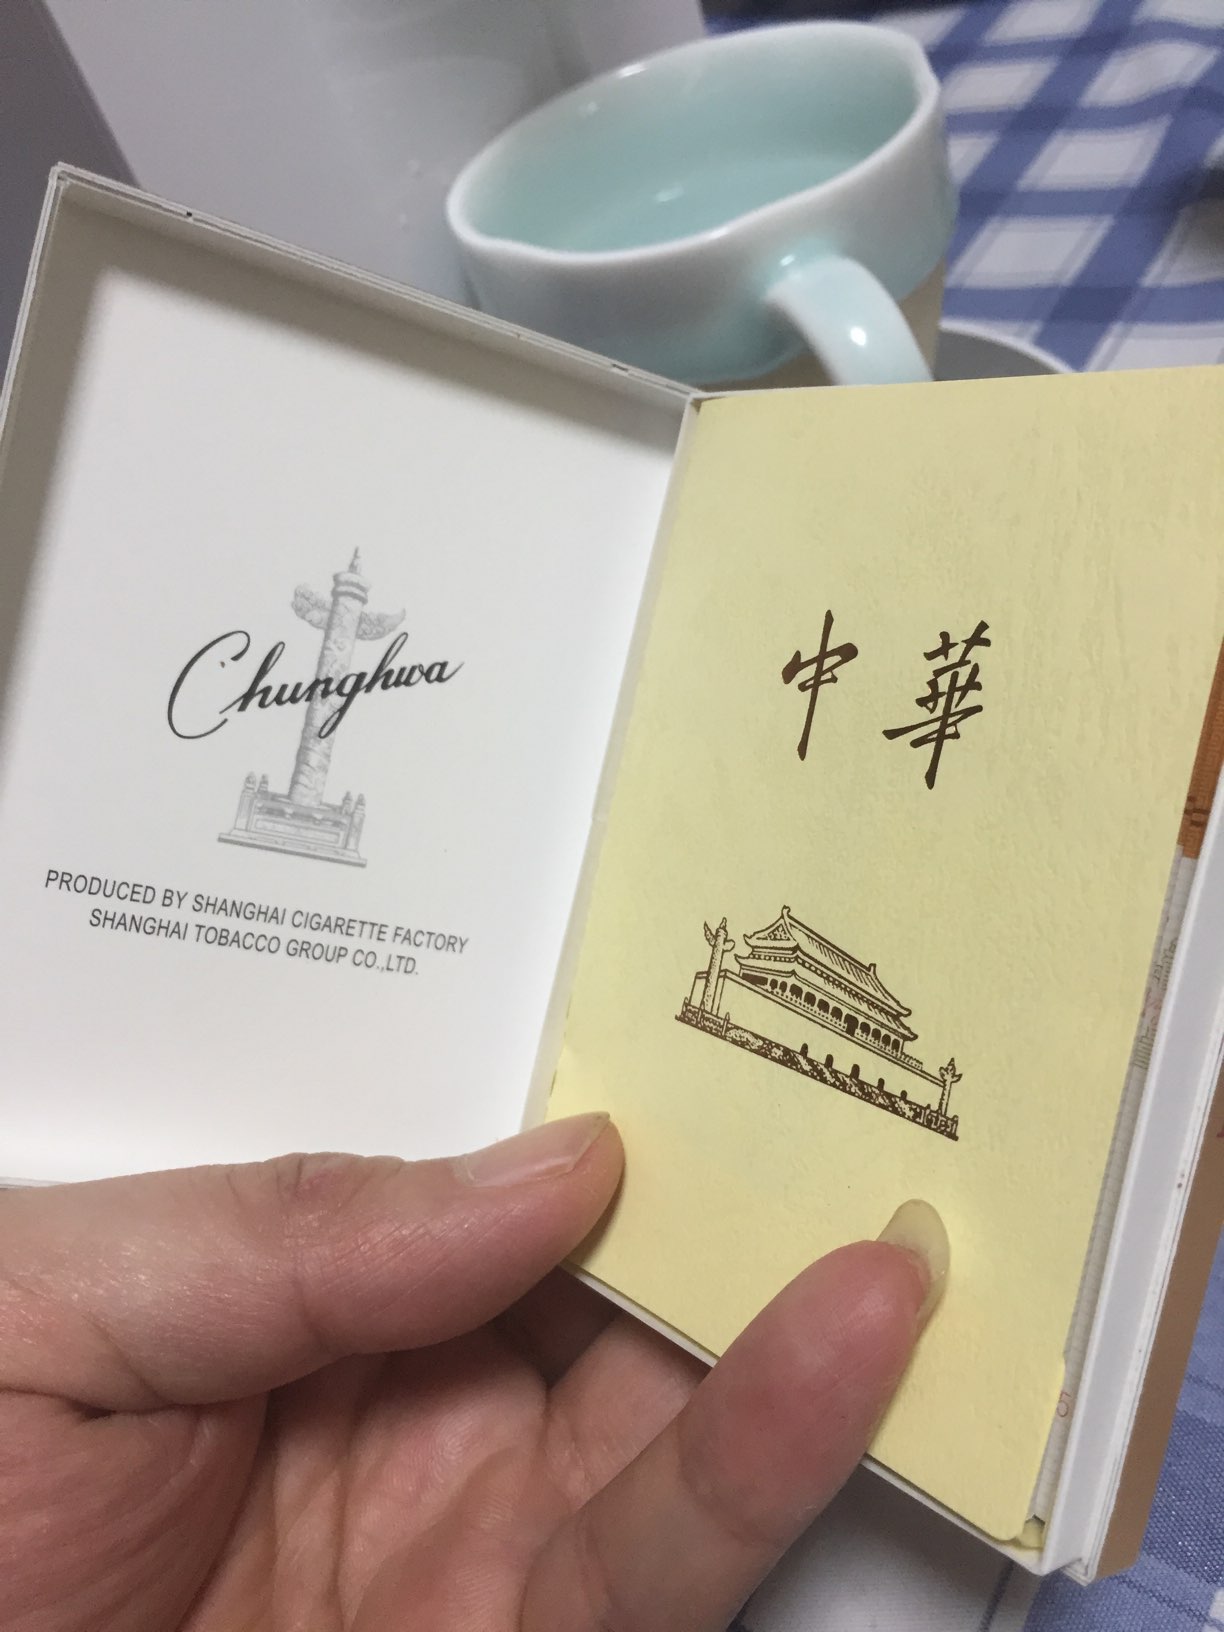 Chunghwa
PRODUCED BY SHANGHAI CIGARETTE FACTORY
SHANGHAI TOBACCO GROUP CO.,LTD.
中華